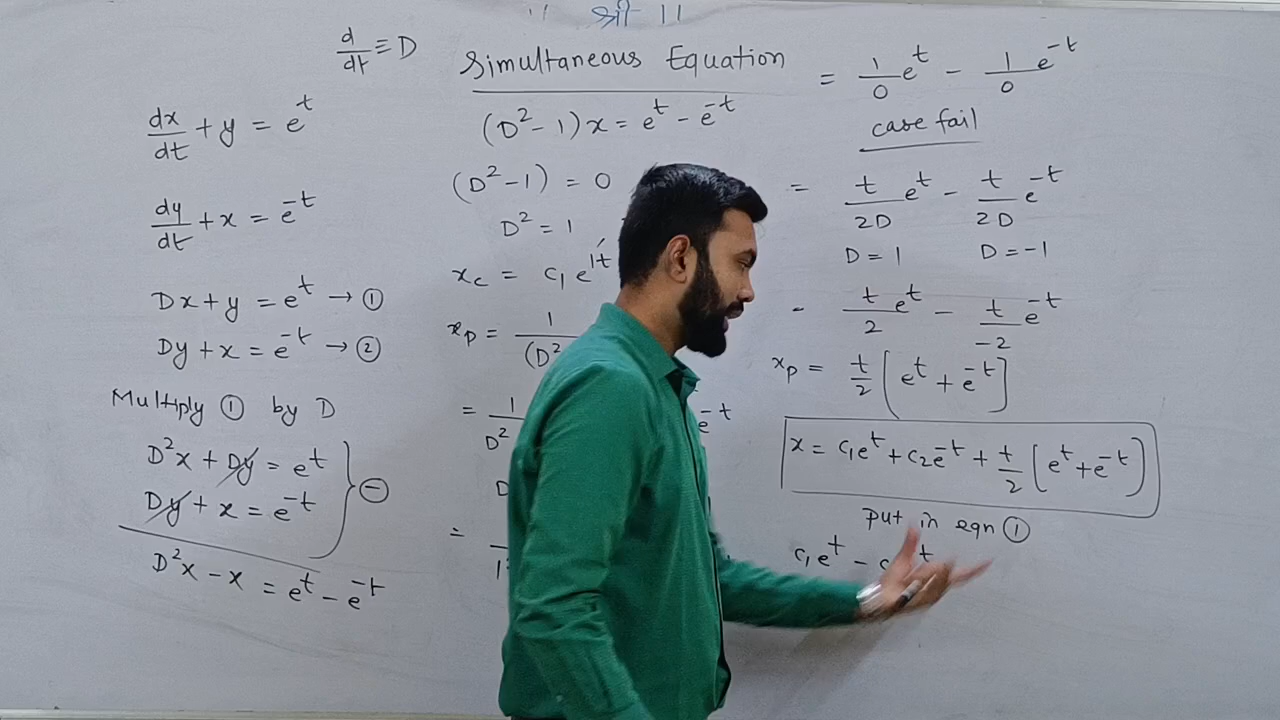 ॥ श्री ॥
d/dt ≡ D
Simultaneous Equation
dx/dt + y = e^t
dy/dt + x = e^-t
Dx + y = e^t → ①
Dy + x = e^-t → ②
Multiply ① by D
D²x + Dy = e^t
Dy + x = e^-t
⊖
D²x - x = e^t - e^-t
(D² - 1)x = e^t - e^-t
(D² - 1) = 0
D² = 1
x_c = c₁e^1t
x_p = 1/(D²
= 1/D² e^-t
D
=
1
= 1/0 e^t - 1/0 e^-t
case fail
= t/2D e^t - t/2D e^-t
D = 1 D = -1
= t/2 e^t - t/-2 e^-t
x_p = t/2 [e^t + e^-t]
x = c₁e^t + c₂e^-t + t/2 [e^t + e^-t]
Put in eqn ①
c₁e^t - c t